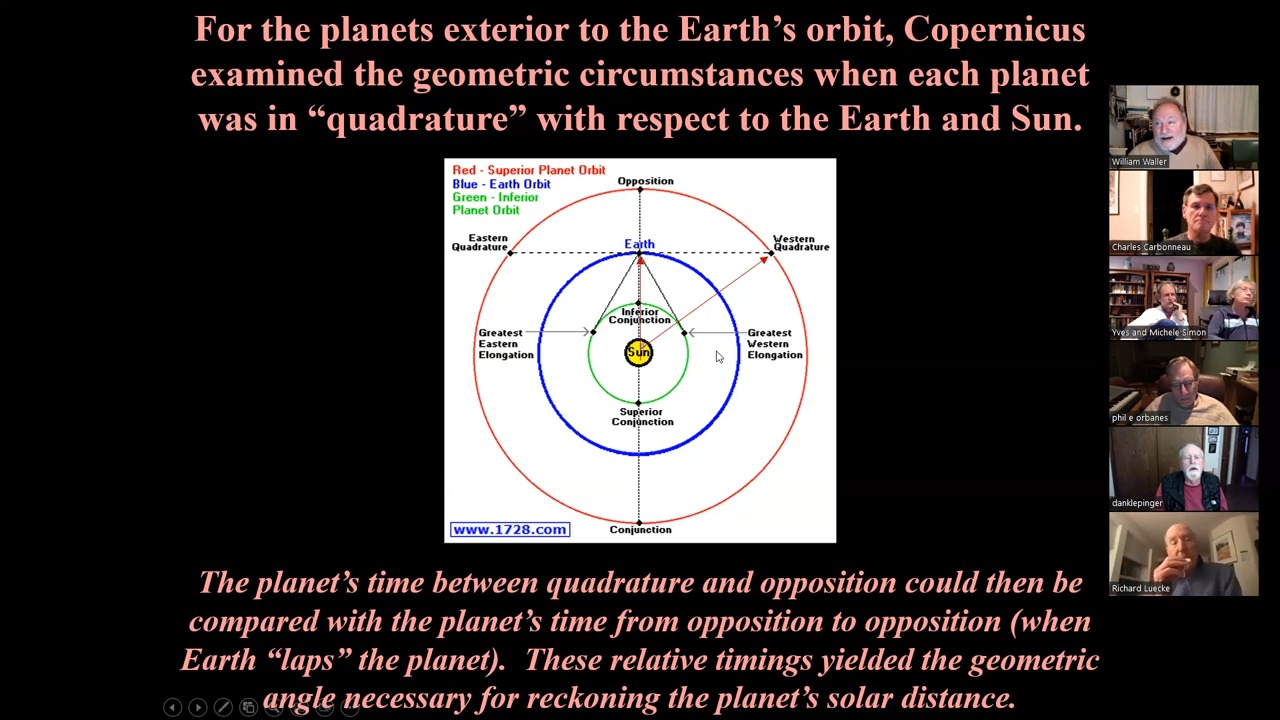 For the planets exterior to the Earth’s orbit, Copernicus
examined the geometric circumstances when each planet
was in “quadrature” with respect to the Earth and Sun.
Red - Superior Planet Orbit
Blue - Earth Orbit
Green - Inferior
Planet Orbit
Opposition
Eastern
Quadrature
Earth
Western
Quadrature
Inferior
Conjunction
Greatest
Eastern
Elongation
Sun
Greatest
Western
Elongation
Superior
Conjunction
www.1728.com
Conjunction
The planet’s time between quadrature and opposition could then be
compared with the planet’s time from opposition to opposition (when
Earth “laps” the planet).  These relative timings yielded the geometric
angle necessary for reckoning the planet’s solar distance.
William Waller
Charles Carbonneau
Yves and Michele Simon
phil e orbanes
danklepinger
Richard Luecke